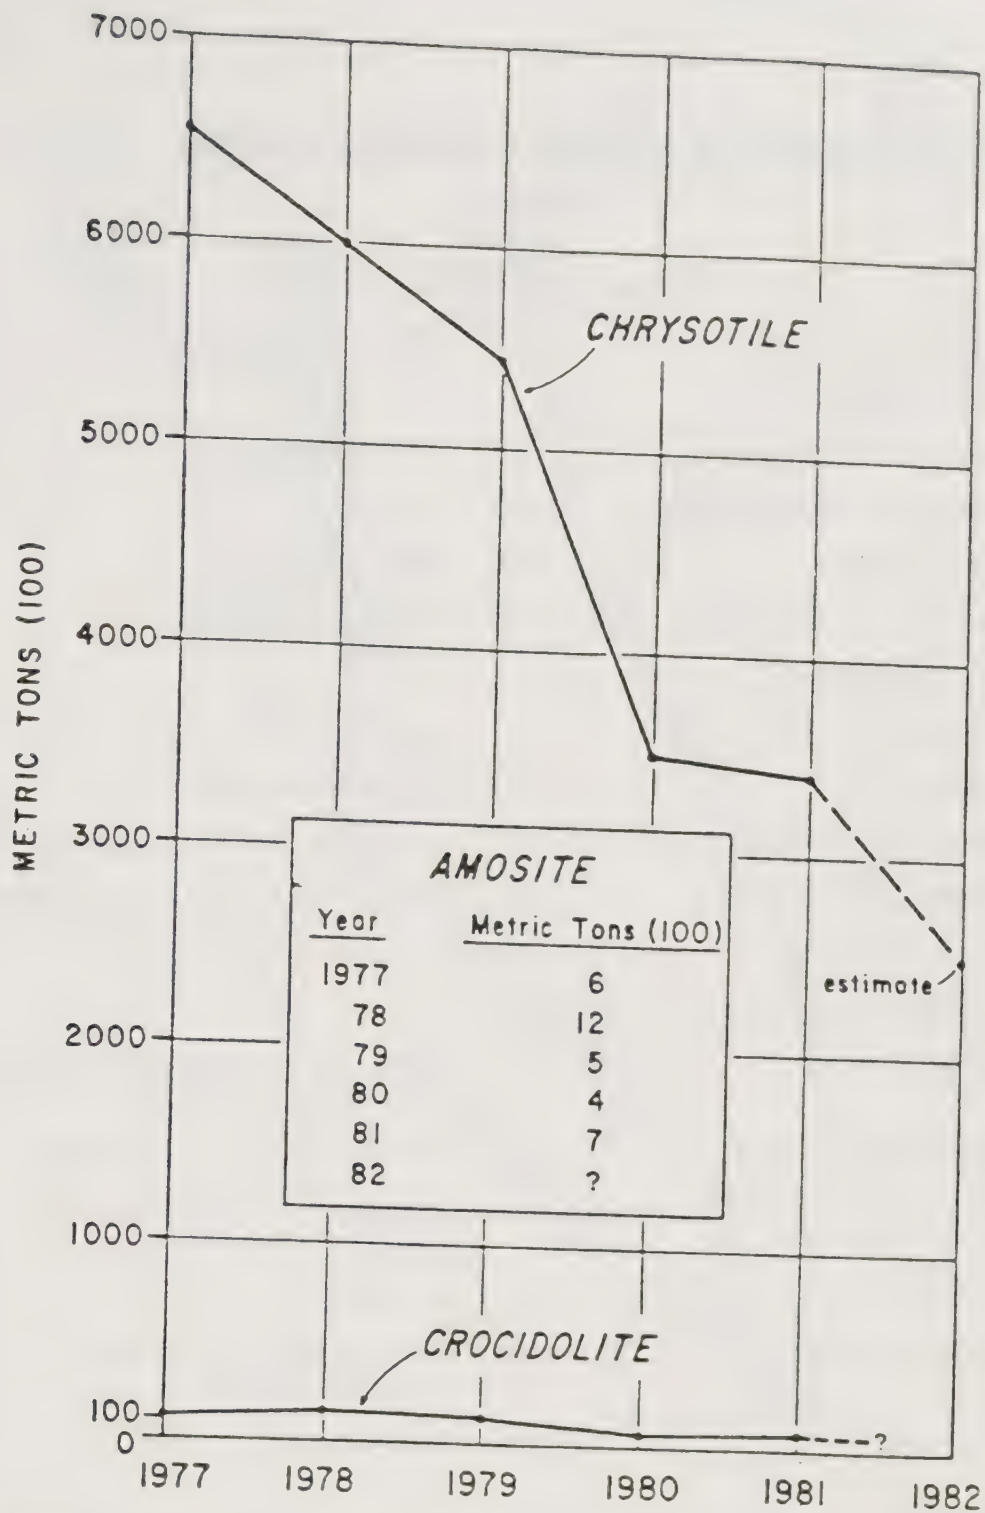 7000
6000
CHRYSOTILE
5000
METRIC TONS (100)
4000
3000
AMOSITE
Year Metric Tons (100)
1977 6
78 12
79 5
80 4
81 7
82 ?
estimate
2000
1000
CROCIDOLITE
100
0
?
1977 1978 1979 1980 1981 1982